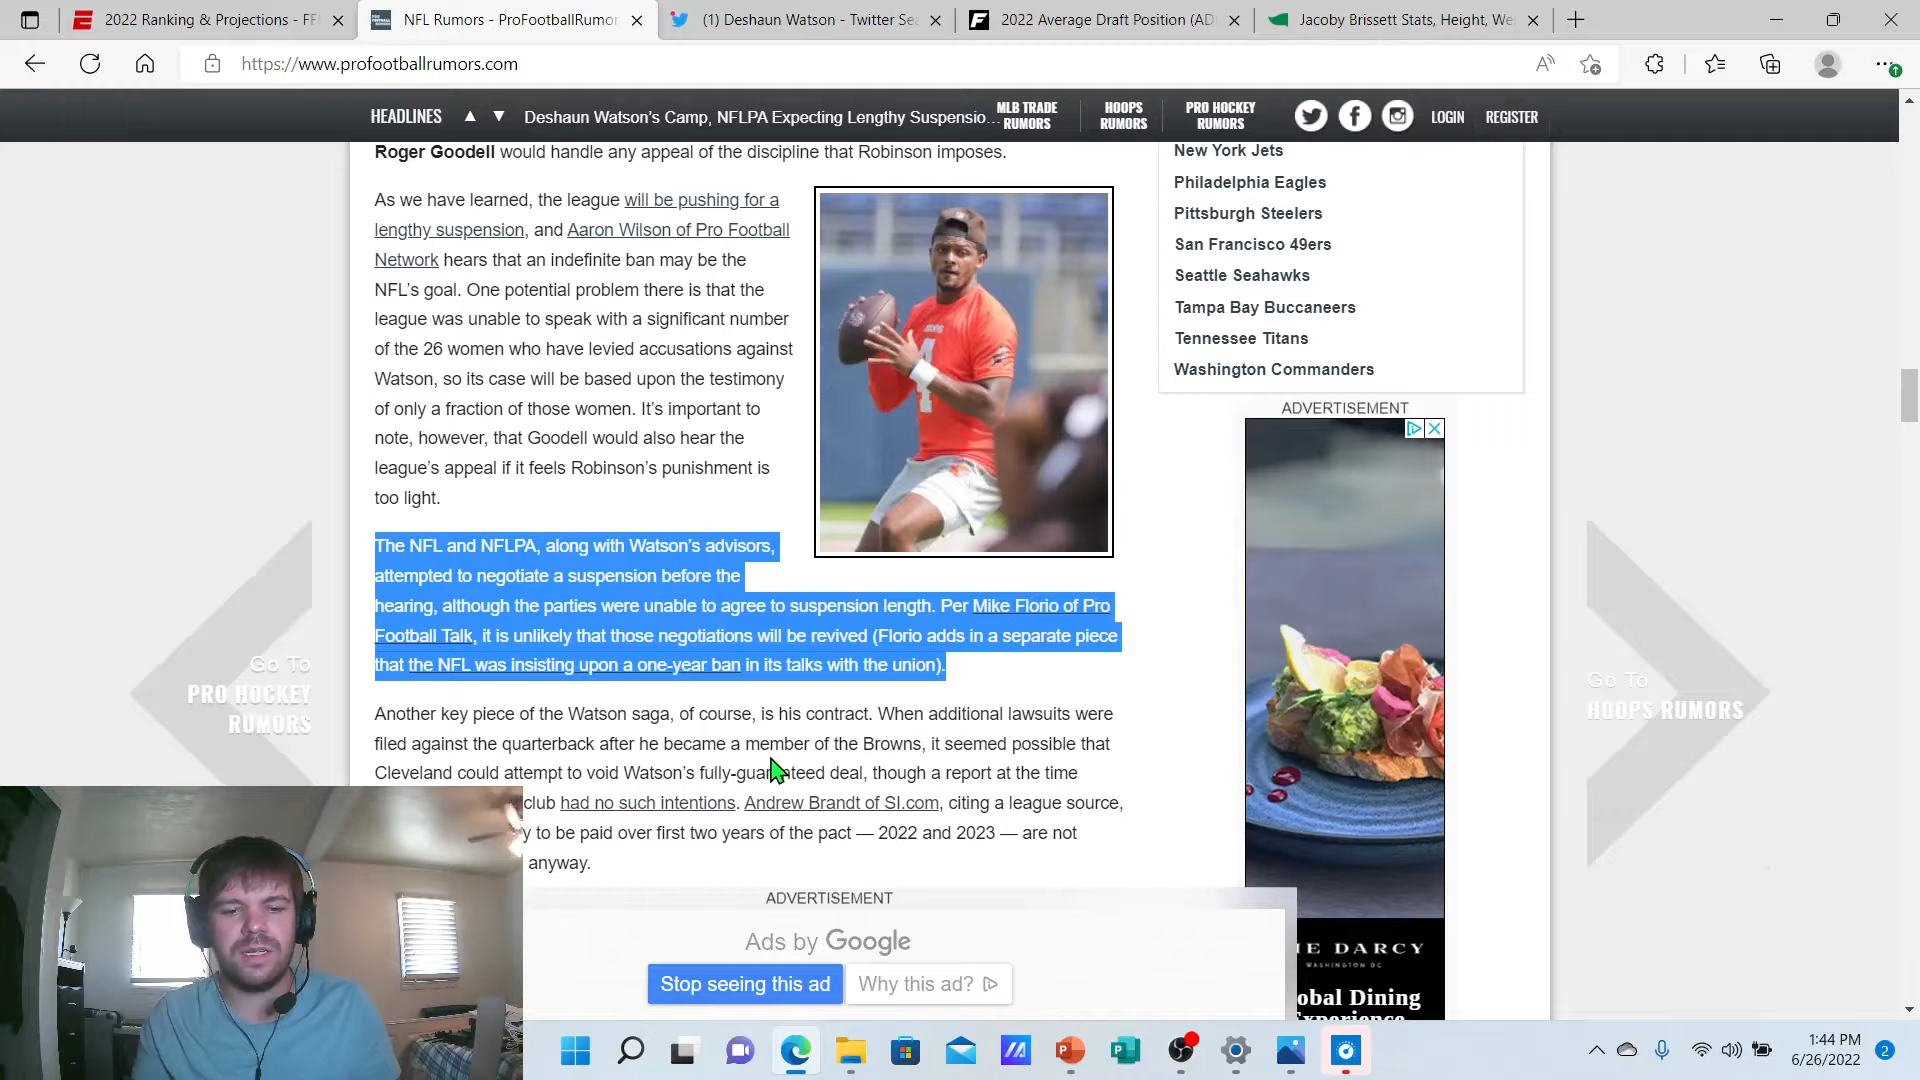 2022 Ranking & Projections - FF
NFL Rumors - ProFootballRumor
(1) Deshaun Watson - Twitter Sea
2022 Average Draft Position (AD
Jacoby Brissett Stats, Height, We
https://www.profootballrumors.com
HEADLINES
Deshaun Watson's Camp, NFLPA Expecting Lengthy Suspensio...
MLB TRADE
RUMORS
HOOPS
RUMORS
PRO HOCKEY
RUMORS
LOGIN
REGISTER
Roger Goodell would handle any appeal of the discipline that Robinson imposes.
As we have learned, the league will be pushing for a
lengthy suspension, and Aaron Wilson of Pro Football
Network hears that an indefinite ban may be the
NFL's goal. One potential problem there is that the
league was unable to speak with a significant number
of the 26 women who have levied accusations against
Watson, so its case will be based upon the testimony
of only a fraction of those women. It's important to
note, however, that Goodell would also hear the
league's appeal if it feels Robinson's punishment is
too light.
The NFL and NFLPA, along with Watson's advisors,
attempted to negotiate a suspension before the
hearing, although the parties were unable to agree to suspension length. Per Mike Florio of Pro
Football Talk, it is unlikely that those negotiations will be revived (Florio adds in a separate piece
that the NFL was insisting upon a one-year ban in its talks with the union).
Another key piece of the Watson saga, of course, is his contract. When additional lawsuits were
filed against the quarterback after he became a member of the Browns, it seemed possible that
Cleveland could attempt to void Watson's fully-guaranteed deal, though a report at the time
club had no such intentions. Andrew Brandt of SI.com, citing a league source,
y to be paid over first two years of the pact — 2022 and 2023 — are not
anyway.
ADVERTISEMENT
Ads by Google
Stop seeing this ad
Why this ad?
New York Jets
Philadelphia Eagles
Pittsburgh Steelers
San Francisco 49ers
Seattle Seahawks
Tampa Bay Buccaneers
Tennessee Titans
Washington Commanders
ADVERTISEMENT
HE DARCY
WASHINGTON DC
obal Dining
Experience
Go To
PRO HOCKEY
RUMORS
Go To
HOOPS RUMORS
4
1:44 PM
6/26/2022
2